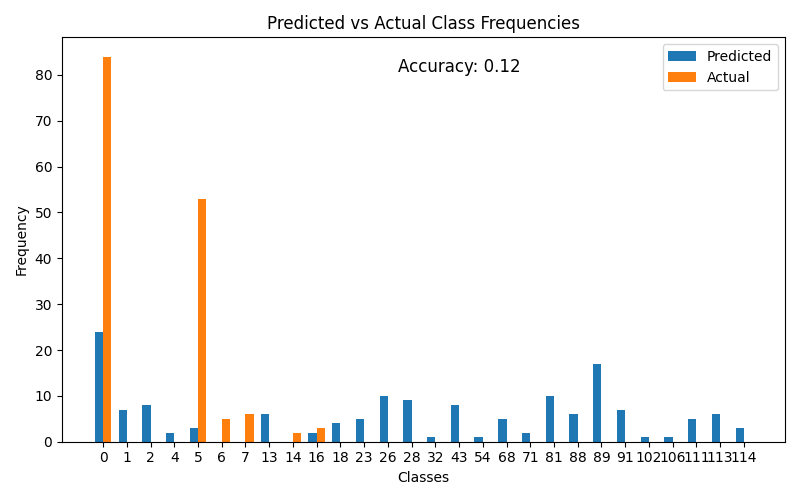 Predicted vs Actual Class Frequencies
Accuracy: 0.12
Predicted
Actual
Frequency
80
70
60
50
40
30
20
10
0
0 1 2 4 5 6 7 13 14 16 18 23 26 28 32 43 54 68 71 81 88 89 91 102 106 111 113 114
Classes